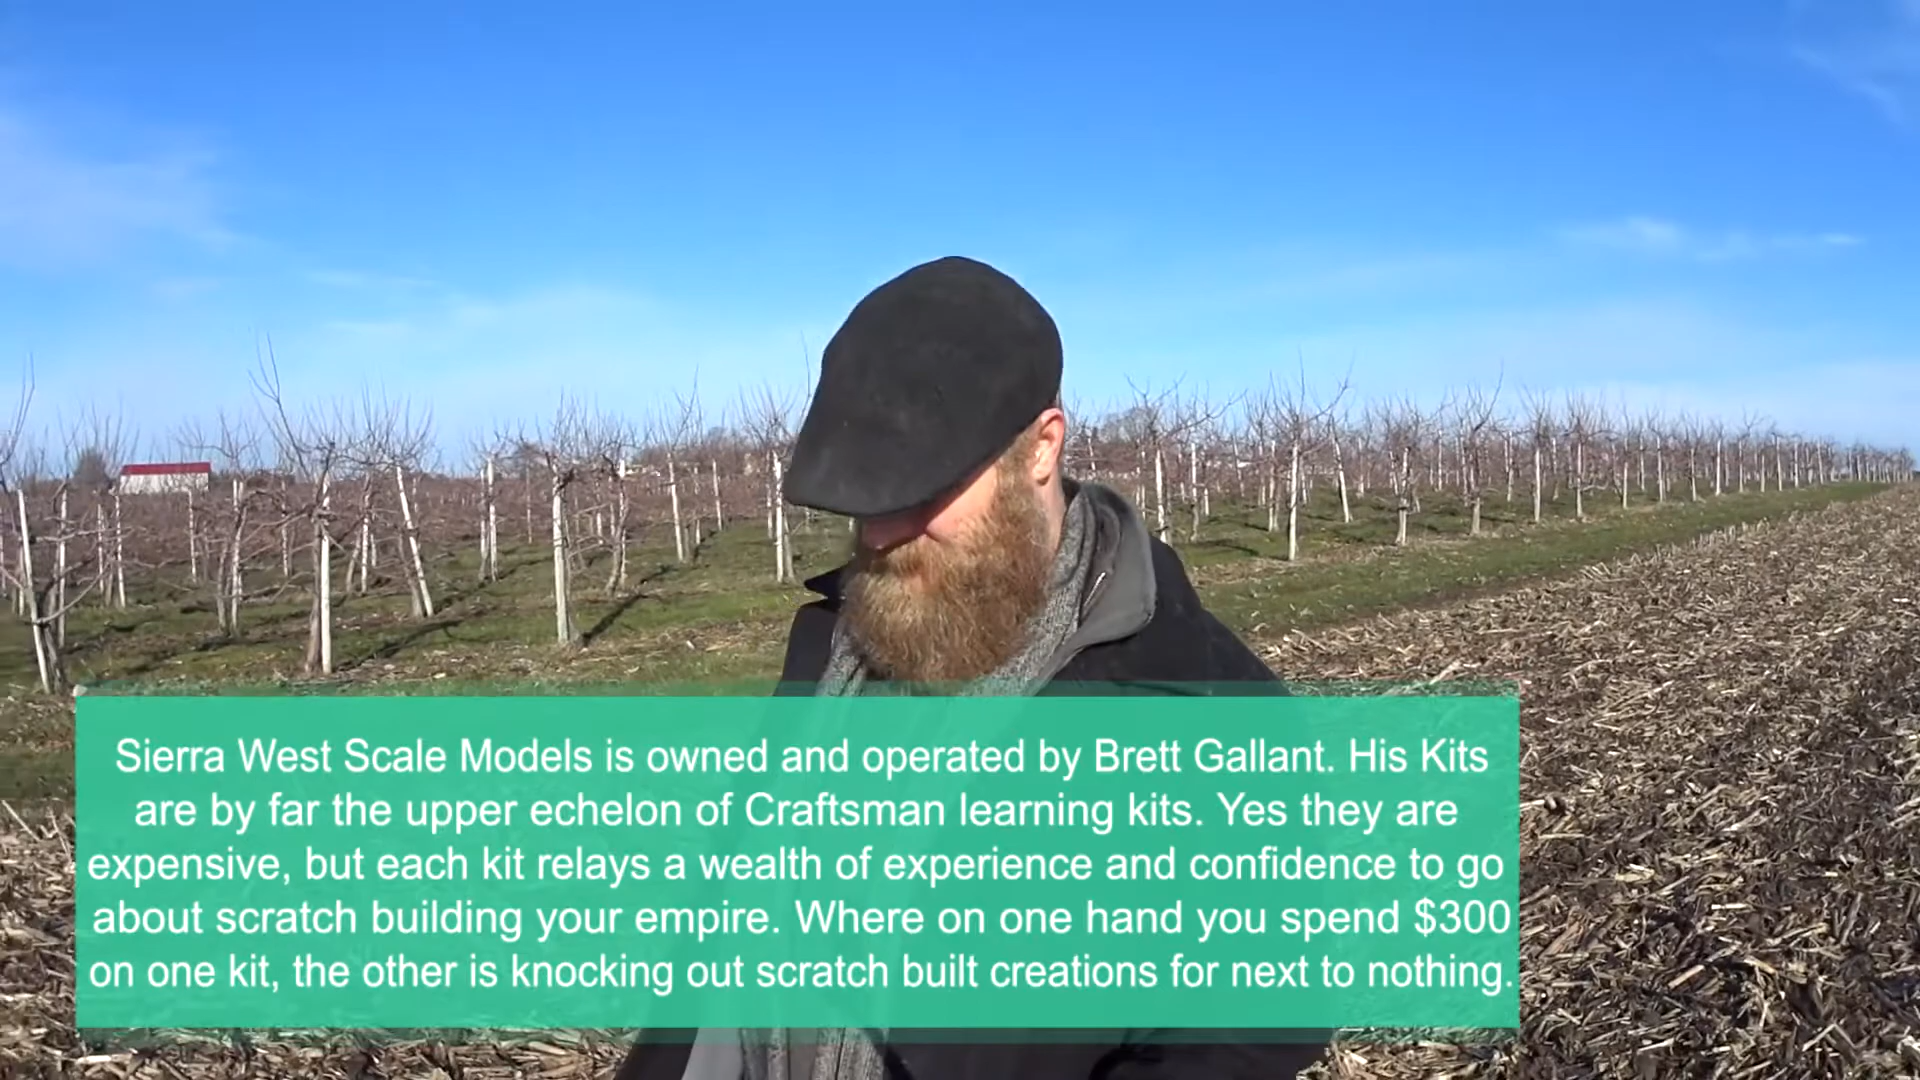 Sierra West Scale Models is owned and operated by Brett Gallant. His Kits
are by far the upper echelon of Craftsman learning kits. Yes they are
expensive, but each kit relays a wealth of experience and confidence to go
about scratch building your empire. Where on one hand you spend $300
on one kit, the other is knocking out scratch built creations for next to nothing.